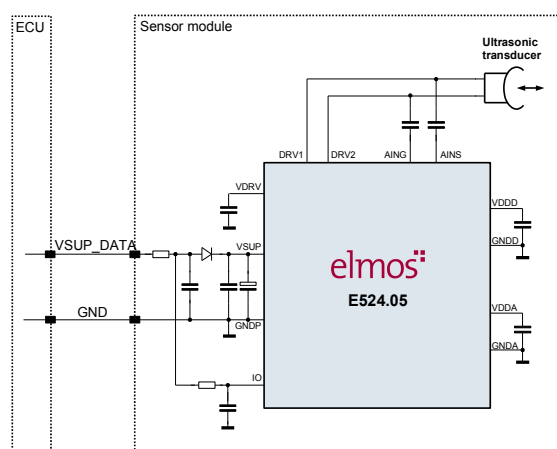 ECU
Sensor module
Ultrasonic
transducer
DRV1
DRV2
AING
AINS
VDRV
VDDD
VSUP_DATA
VSUP
GNDD
elmos
E524.05
GND
GNDP
VDDA
GNDA
IO